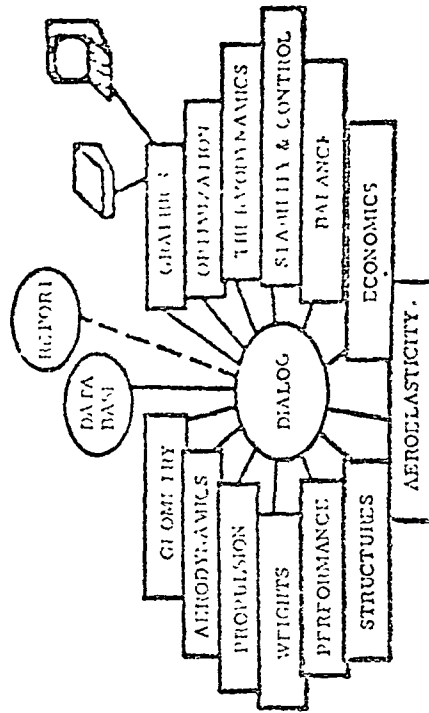 REPORT
DATA
BASE
GEOMETRY
AERODYNAMICS
PROPULSION
WEIGHTS
PERFORMANCE
STRUCTURES
DIALOG
GRAPHICS
OPTIMIZATION
THERMODYNAMICS
STABILITY & CONTROL
BALANCE
ECONOMICS
AEROELASTICITY